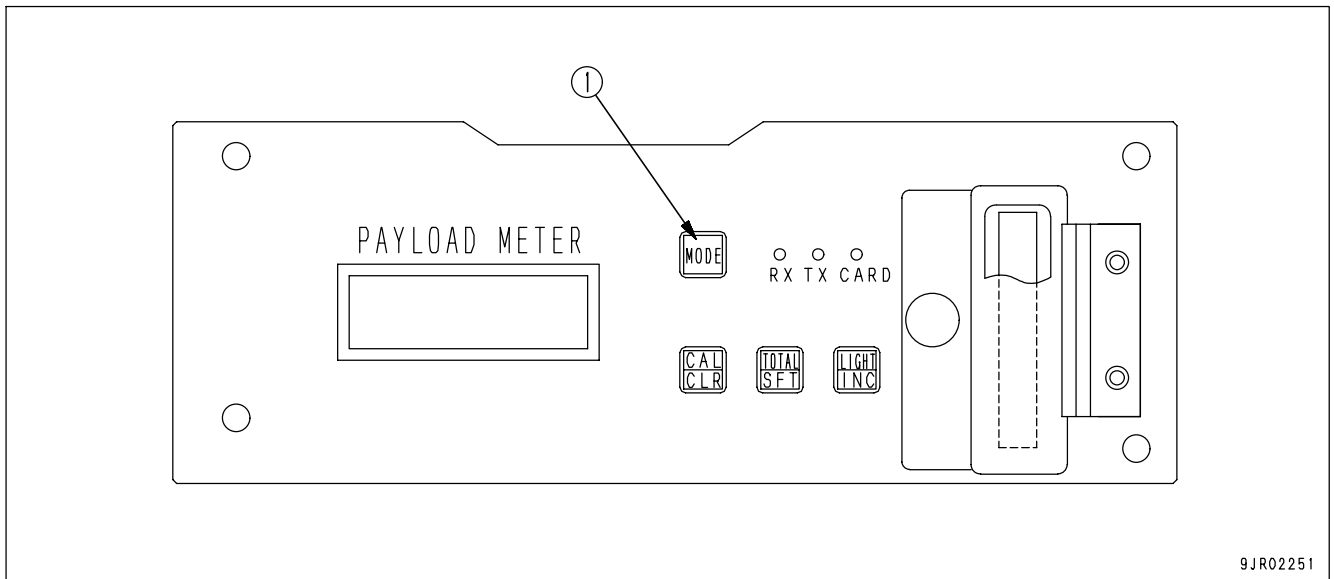 1
PAYLOAD METER
MODE
RX TX CARD
CAL
CLR
TOTAL
SFT
LIGHT
INC
9JR02251